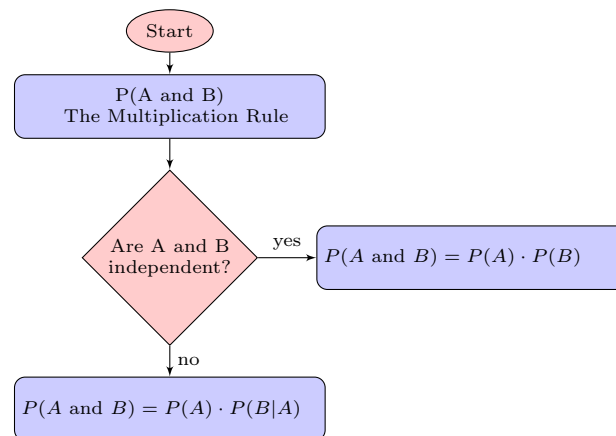 Start
P(A and B)
The Multiplication Rule
Are A and B
independent?
yes
P(A and B) = P(A) · P(B)
no
P(A and B) = P(A) · P(B|A)